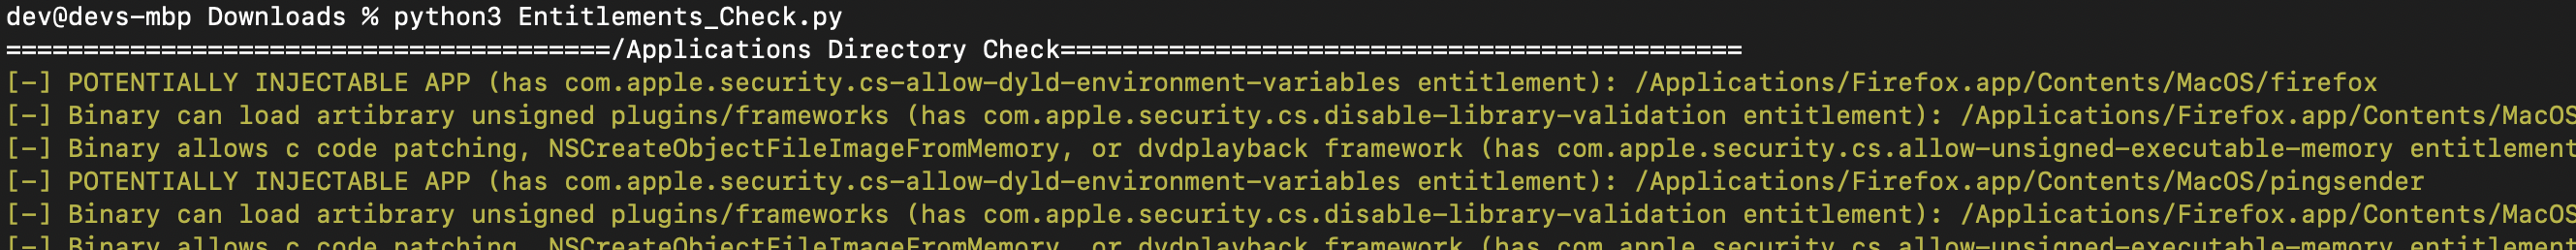 dev@devs-mbp Downloads % python3 Entitlements_Check.py
=======================================/Applications Directory Check============================================
[-] POTENTIALLY INJECTABLE APP (has com.apple.security.cs-allow-dyld-environment-variables entitlement): /Applications/Firefox.app/Contents/MacOS/firefox
[-] Binary can load artibrary unsigned plugins/frameworks (has com.apple.security.cs.disable-library-validation entitlement): /Applications/Firefox.app/Contents/MacOS
[-] Binary allows c code patching, NSCreateObjectFileImageFromMemory, or dvdplayback framework (has com.apple.security.cs.allow-unsigned-executable-memory entitlement
[-] POTENTIALLY INJECTABLE APP (has com.apple.security.cs-allow-dyld-environment-variables entitlement): /Applications/Firefox.app/Contents/MacOS/pingsender
[-] Binary can load artibrary unsigned plugins/frameworks (has com.apple.security.cs.disable-library-validation entitlement): /Applications/Firefox.app/Contents/MacOS
[-] Binary allows c code patching, NSCreateObjectFileImageFromMemory, or dvdplayback framework (has com.apple.security.cs.allow-unsigned-executable-memory entitlement